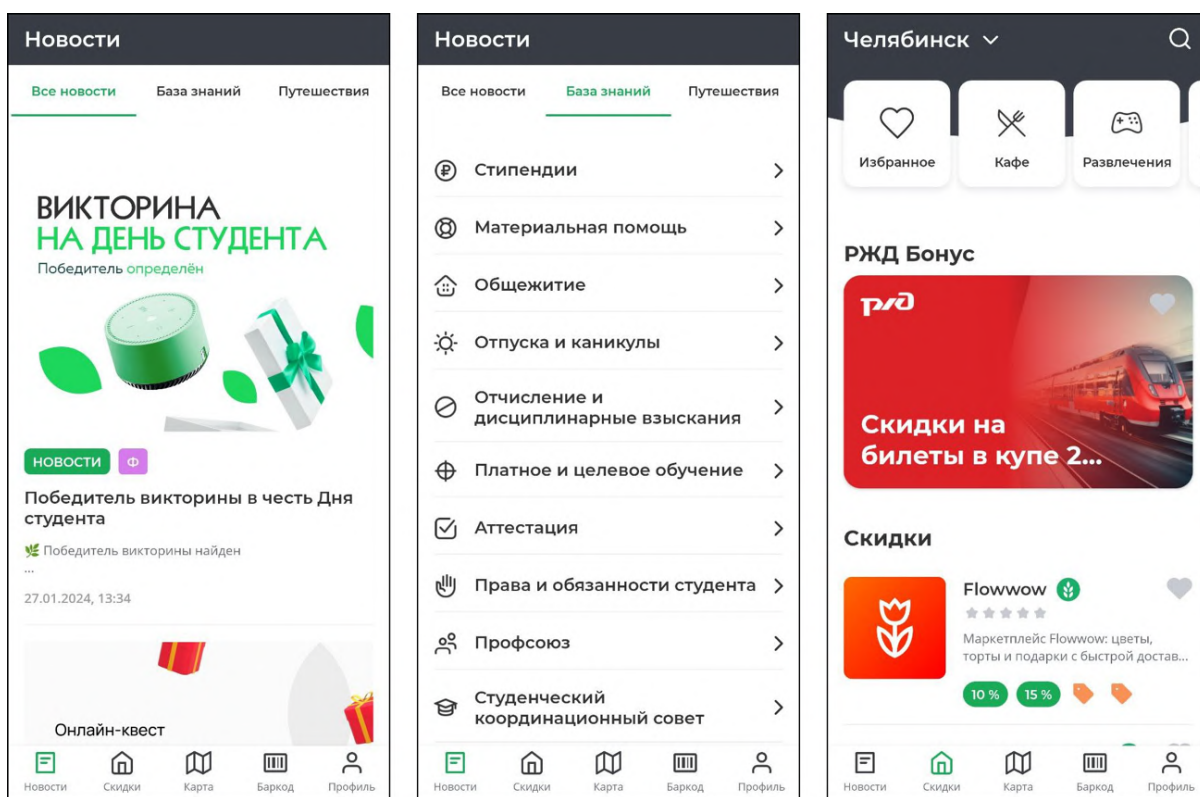 Новости
Все новости База знаний Путешествия
ВИКТОРИНА
НА ДЕНЬ СТУДЕНТА
Победитель определён
НОВОСТИ Ф
Победитель викторины в честь Дня
студента
Победитель викторины найден
...
27.01.2024, 13:34
Онлайн-квест
Новости Скидки Карта Баркод Профиль
Новости
Все новости База знаний Путешествия
Стипендии
Материальная помощь
Общежитие
Отпуска и каникулы
Отчисление и
дисциплинарные взыскания
Платное и целевое обучение
Аттестация
Права и обязанности студента
Профсоюз
Студенческий
координационный совет
Новости Скидки Карта Баркод Профиль
Челябинск
Избранное Кафе Развлечения
РЖД Бонус
ржд
Скидки на
билеты в купе 2...
Скидки
Flowwow
Маркетплейс Flowwow: цветы,
торты и подарки с быстрой достав...
10 % 15 %
Новости Скидки Карта Баркод Профиль